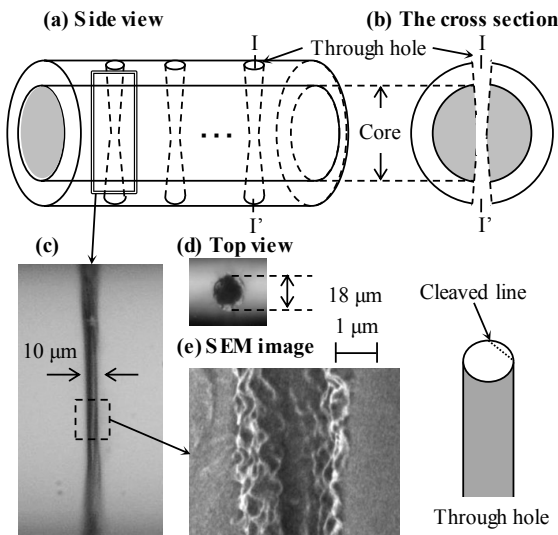 (a) Side view
(b) The cross section
I
Through hole
I
Core
...
I'
I'
(c)
(d) Top view
18 μm
10 μm
(e) SEM image
1 μm
Cleaved line
Through hole